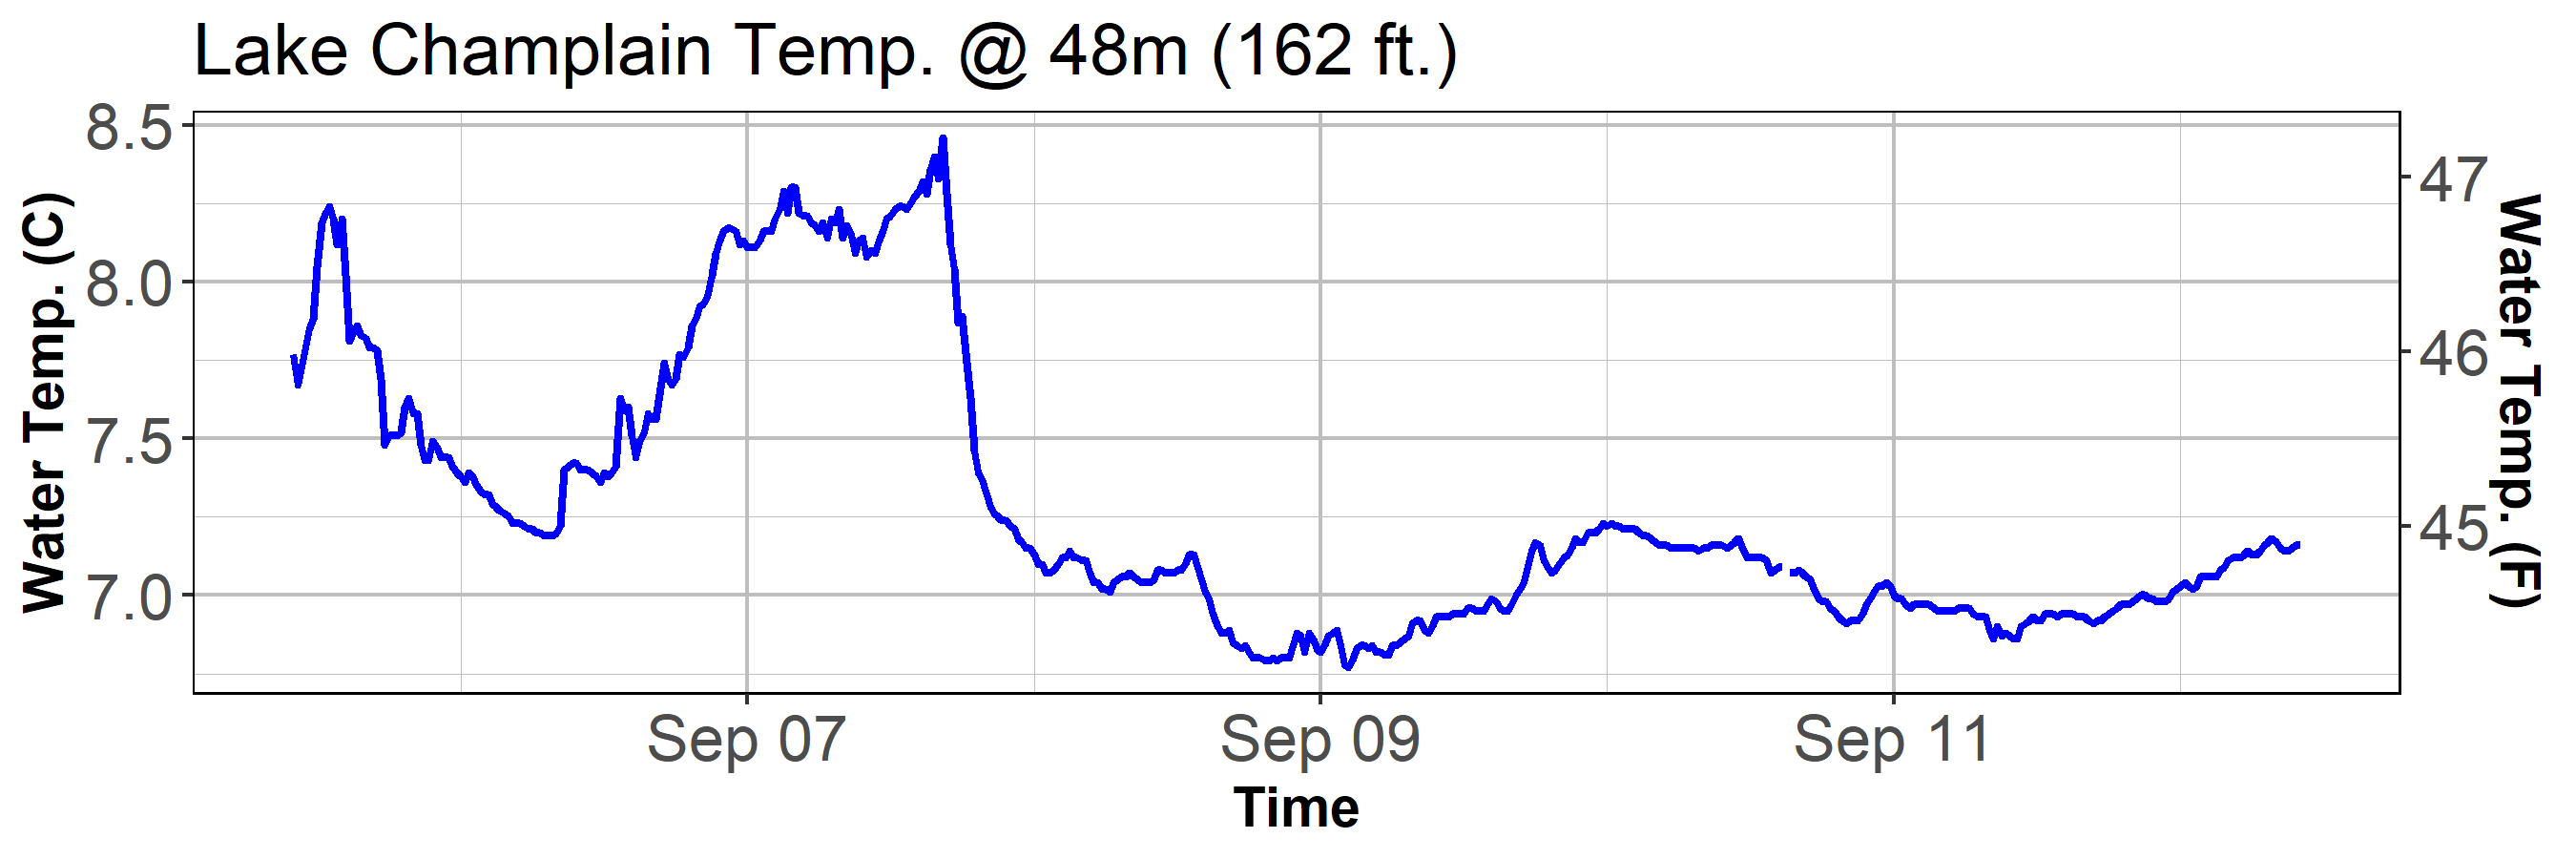 Lake Champlain Temp. @ 48m (162 ft.)
Water Temp. (C)
8.5
8.0
7.5
7.0
47
46
45
Water Temp. (F)
Sep 07
Sep 09
Sep 11
Time